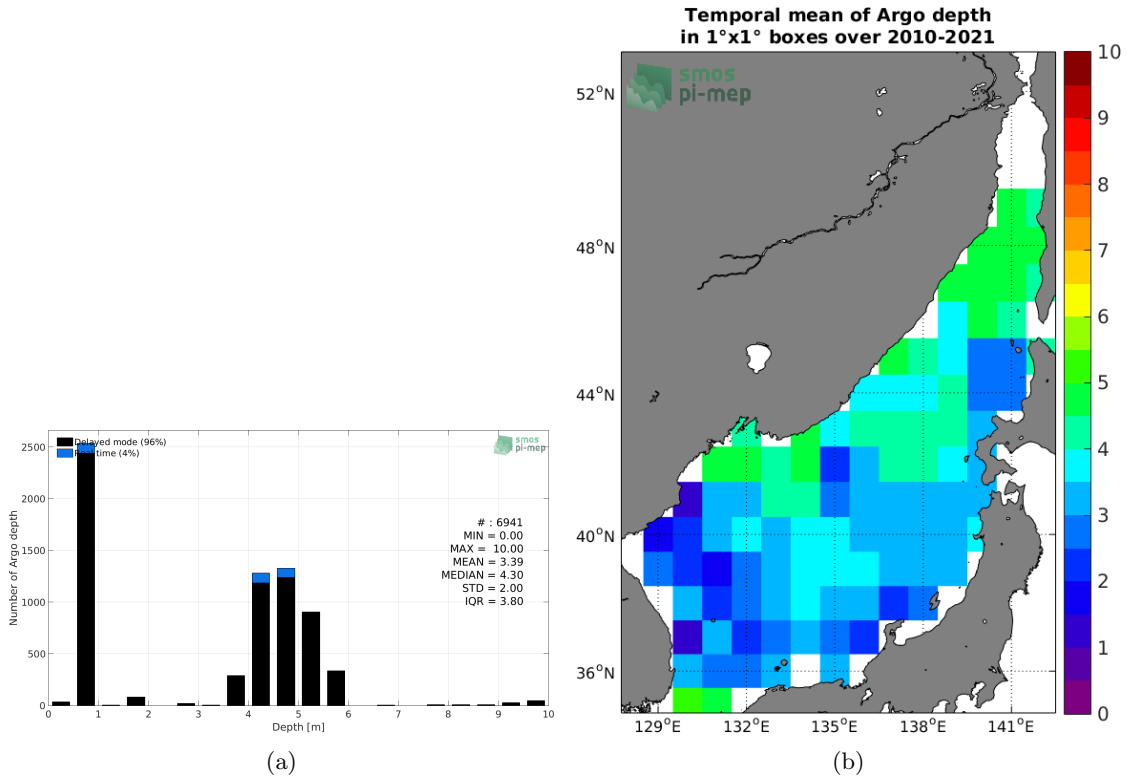 Temporal mean of Argo depth
in 1°x1° boxes over 2010-2021
smos
pi-mep
52°N
48°N
44°N
40°N
36°N
129°E 132°E 135°E 138°E 141°E
10
9
8
7
6
5
4
3
2
1
0
(b)
Delayed mode (96%)
Real time (4%)
smos
pi-mep
# : 6941
MIN = 0.00
MAX = 10.00
MEAN = 3.39
MEDIAN = 4.30
STD = 2.00
IQR = 3.80
Number of Argo depth
2500
2000
1500
1000
500
0
0 1 2 3 4 5 6 7 8 9 10
Depth [m]
(a)